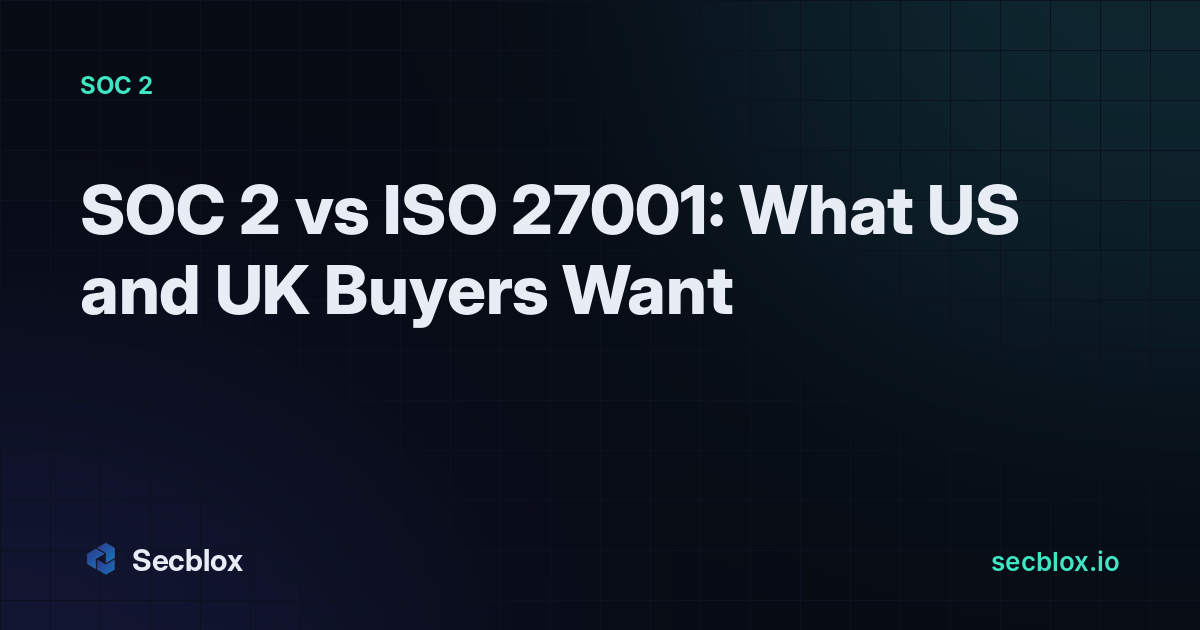 SOC 2
SOC 2 vs ISO 27001: What US
and UK Buyers Want
Secblox
secblox.io